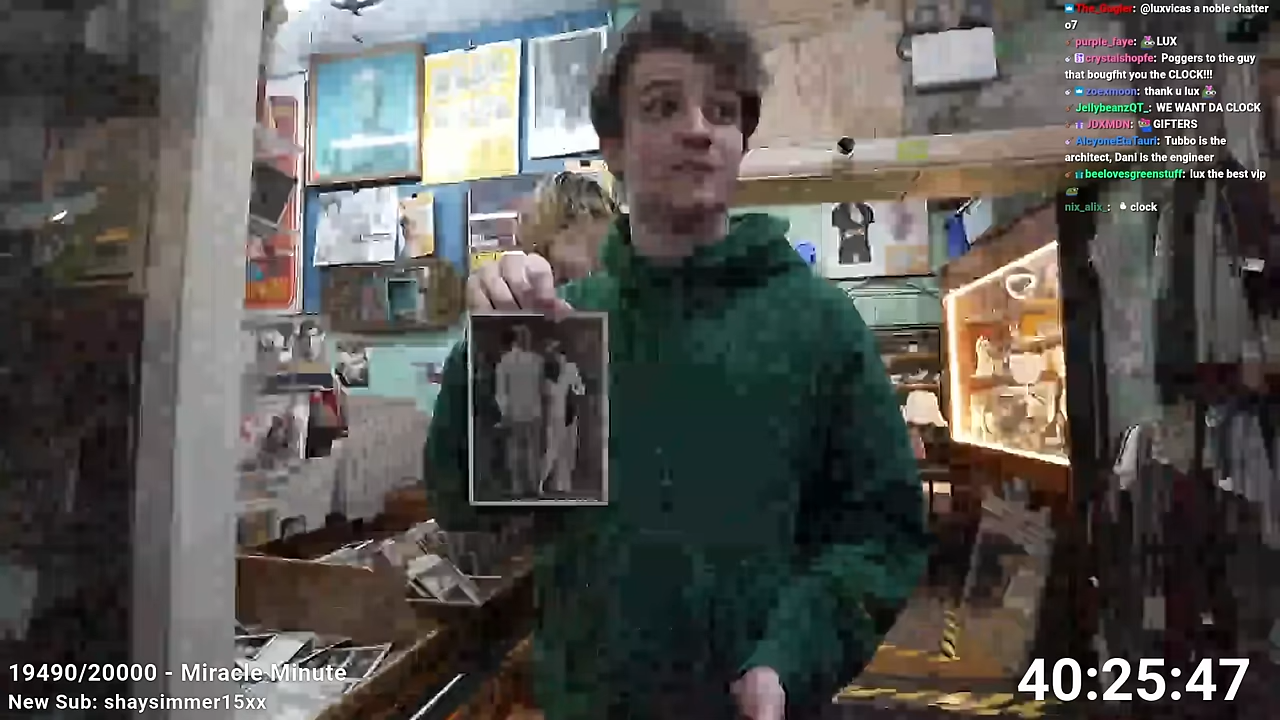 The_Gogler: @luxvicas a noble chatter
o7
purple_faye: LUX
crystalshopfe: Poggers to the guy
that bougfht you the CLOCK!!!
zoexmoon: thank u lux
JellybeanzQT_: WE WANT DA CLOCK
JDXMDN: GIFTERS
AlcyoneEtaTauri: Tubbo is the
architect, Dani is the engineer
beelovesgreenstuff: lux the best vip
nix_alix_: clock
19490/20000 - Miracle Minute
New Sub: shaysimmer15xx
40:25:47